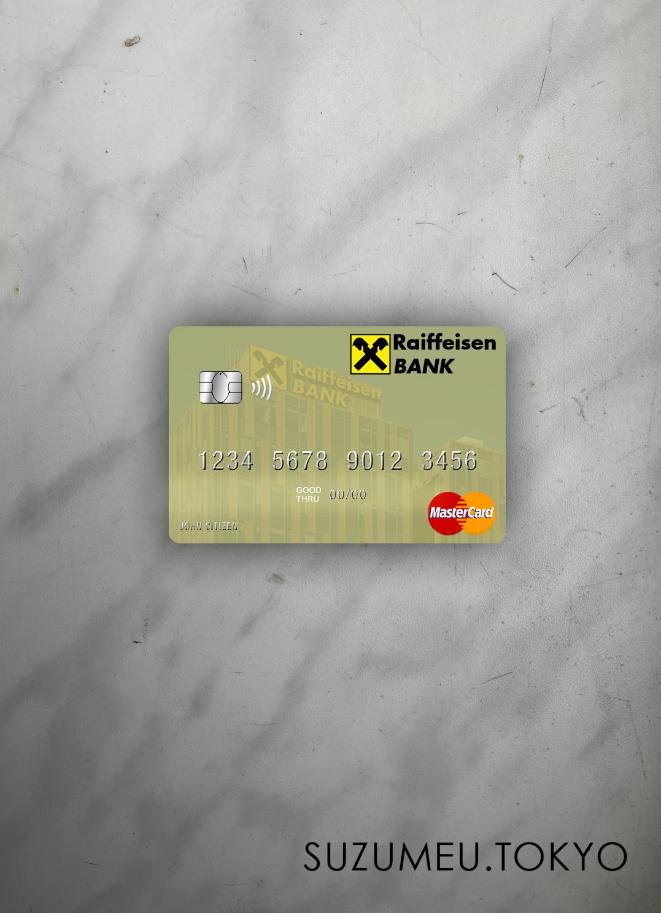 Raiffeisen
BANK
Raiffeisen
BANK
1234 5678 9012 3456
GOOD
THRU 00/00
JOHN CITIZEN
MasterCard
SUZUMEU.TOKYO